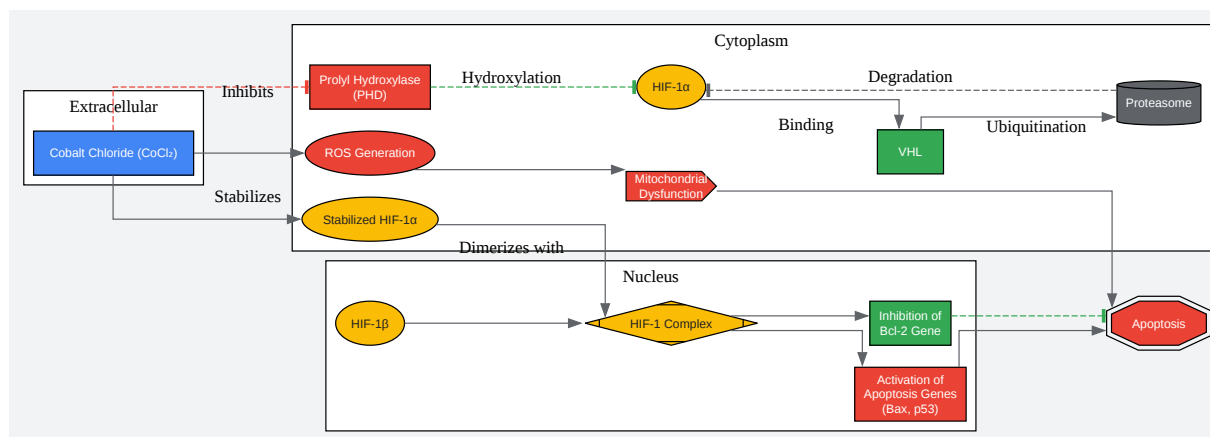 Cytoplasm
Prolyl Hydroxylase
(PHD)
Hydroxylation
HIF-1α
Degradation
Proteasome
Inhibits
Extracellular
Cobalt Chloride (CoCl₂)
Binding
Ubiquitination
VHL
ROS Generation
Mitochondrial
Dysfunction
Stabilizes
Stabilized HIF-1α
Dimerizes with
Nucleus
HIF-1β
HIF-1 Complex
Inhibition of
Bcl-2 Gene
Apoptosis
Activation of
Apoptosis Genes
(Bax, p53)